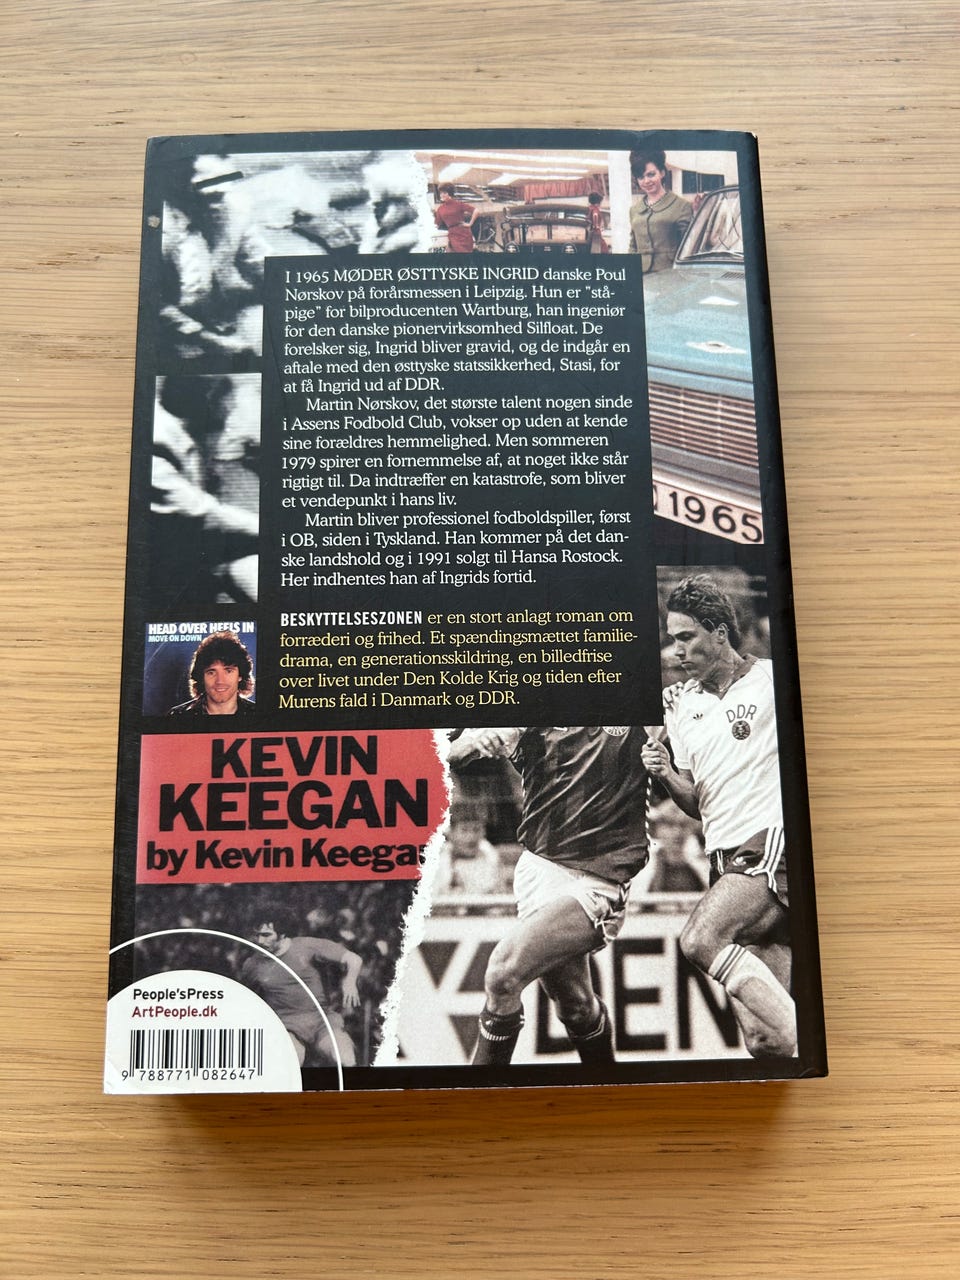 I 1965 MØDER ØSTTYSKE INGRID danske Poul
Nørskov på forårsmessen i Leipzig. Hun er "stå-
pige" for bilproducenten Wartburg, han ingeniør
for den danske pionervirksomhed Silfloat. De
forelsker sig, Ingrid bliver gravid, og de indgår en
aftale med den østtyske statssikkerhed, Stasi, for
at få Ingrid ud af DDR.
Martin Nørskov, det største talent nogen sinde
i Assens Fodbold Club, vokser op uden at kende
sine forældres hemmelighed. Men sommeren
1979 spirer en fornemmelse af, at noget ikke står
rigtigt til. Da indtræffer en katastrofe, som bliver
et vendepunkt i hans liv.
Martin bliver professionel fodboldspiller, først
i OB, siden i Tyskland. Han kommer på det dan-
ske landshold og i 1991 solgt til Hansa Rostock.
Her indhentes han af Ingrids fortid.
BESKYTTELSESZONEN er en stort anlagt roman om
forræderi og frihed. Et spændingsmættet familie-
drama, en generationsskildring, en billedfrise
over livet under Den Kolde Krig og tiden efter
Murens fald i Danmark og DDR.
1965
HEAD OVER HEELS IN
MOVE ON DOWN
DDR
KEVIN
KEEGAN
by Kevin Keega
DEN
People'sPress
ArtPeople.dk
9 788771 082647